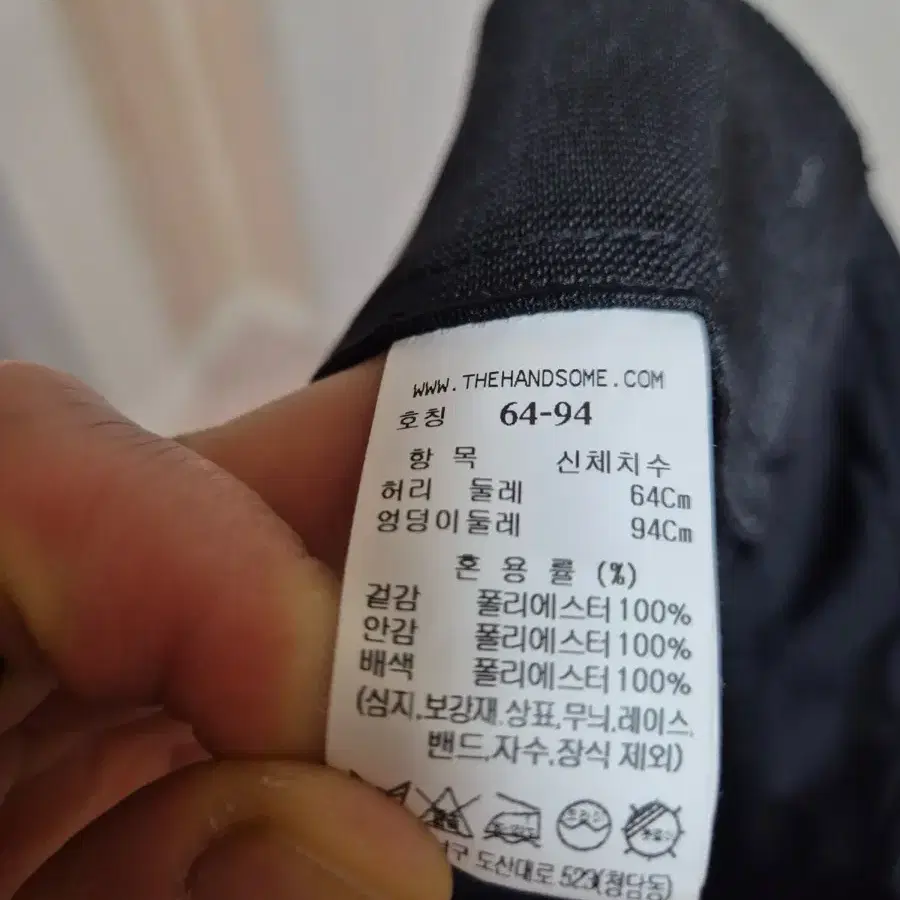 WWW.THEHANDSOME.COM
호칭 64-94
항 목 신체치수
허리 둘레 64Cm
엉덩이둘레 94Cm
혼 용 률 (%)
겉감 폴리에스터100%
안감 폴리에스터100%
배색 폴리에스터100%
(심지,보강재,상표,무늬,레이스,
밴드,자수,장식 제외)
드라이
구 도산대로 523(청담동)